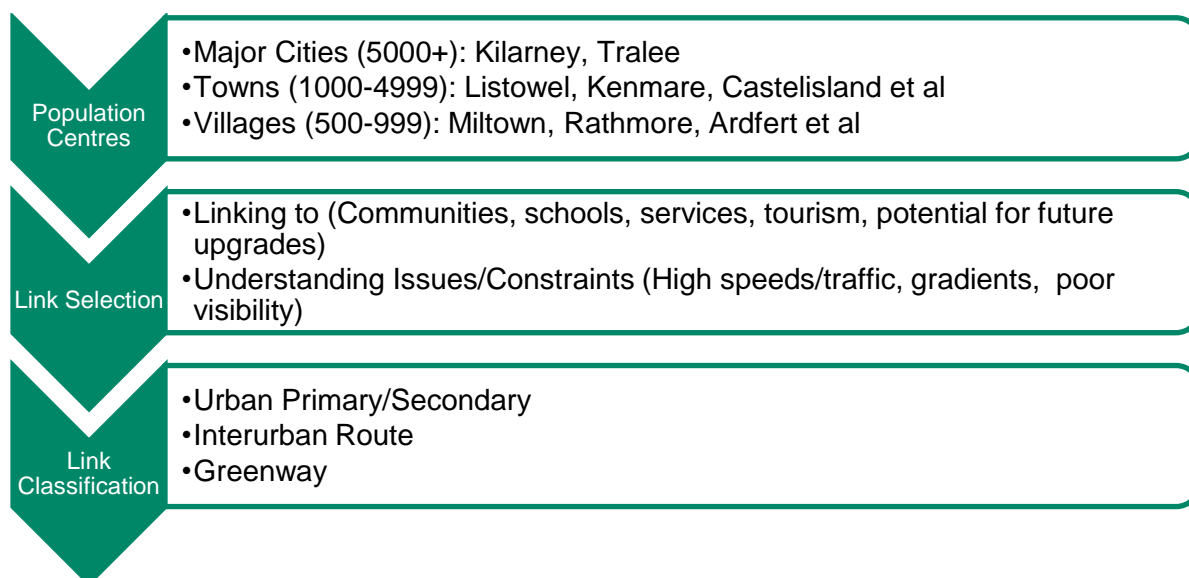 Population
Centres
•Major Cities (5000+): Kilarney, Tralee
•Towns (1000-4999): Listowel, Kenmare, Castelisland et al
•Villages (500-999): Miltown, Rathmore, Ardfert et al
Link Selection
•Linking to (Communities, schools, services, tourism, potential for future
upgrades)
•Understanding Issues/Constraints (High speeds/traffic, gradients, poor
visibility)
Link
Classification
•Urban Primary/Secondary
•Interurban Route
•Greenway